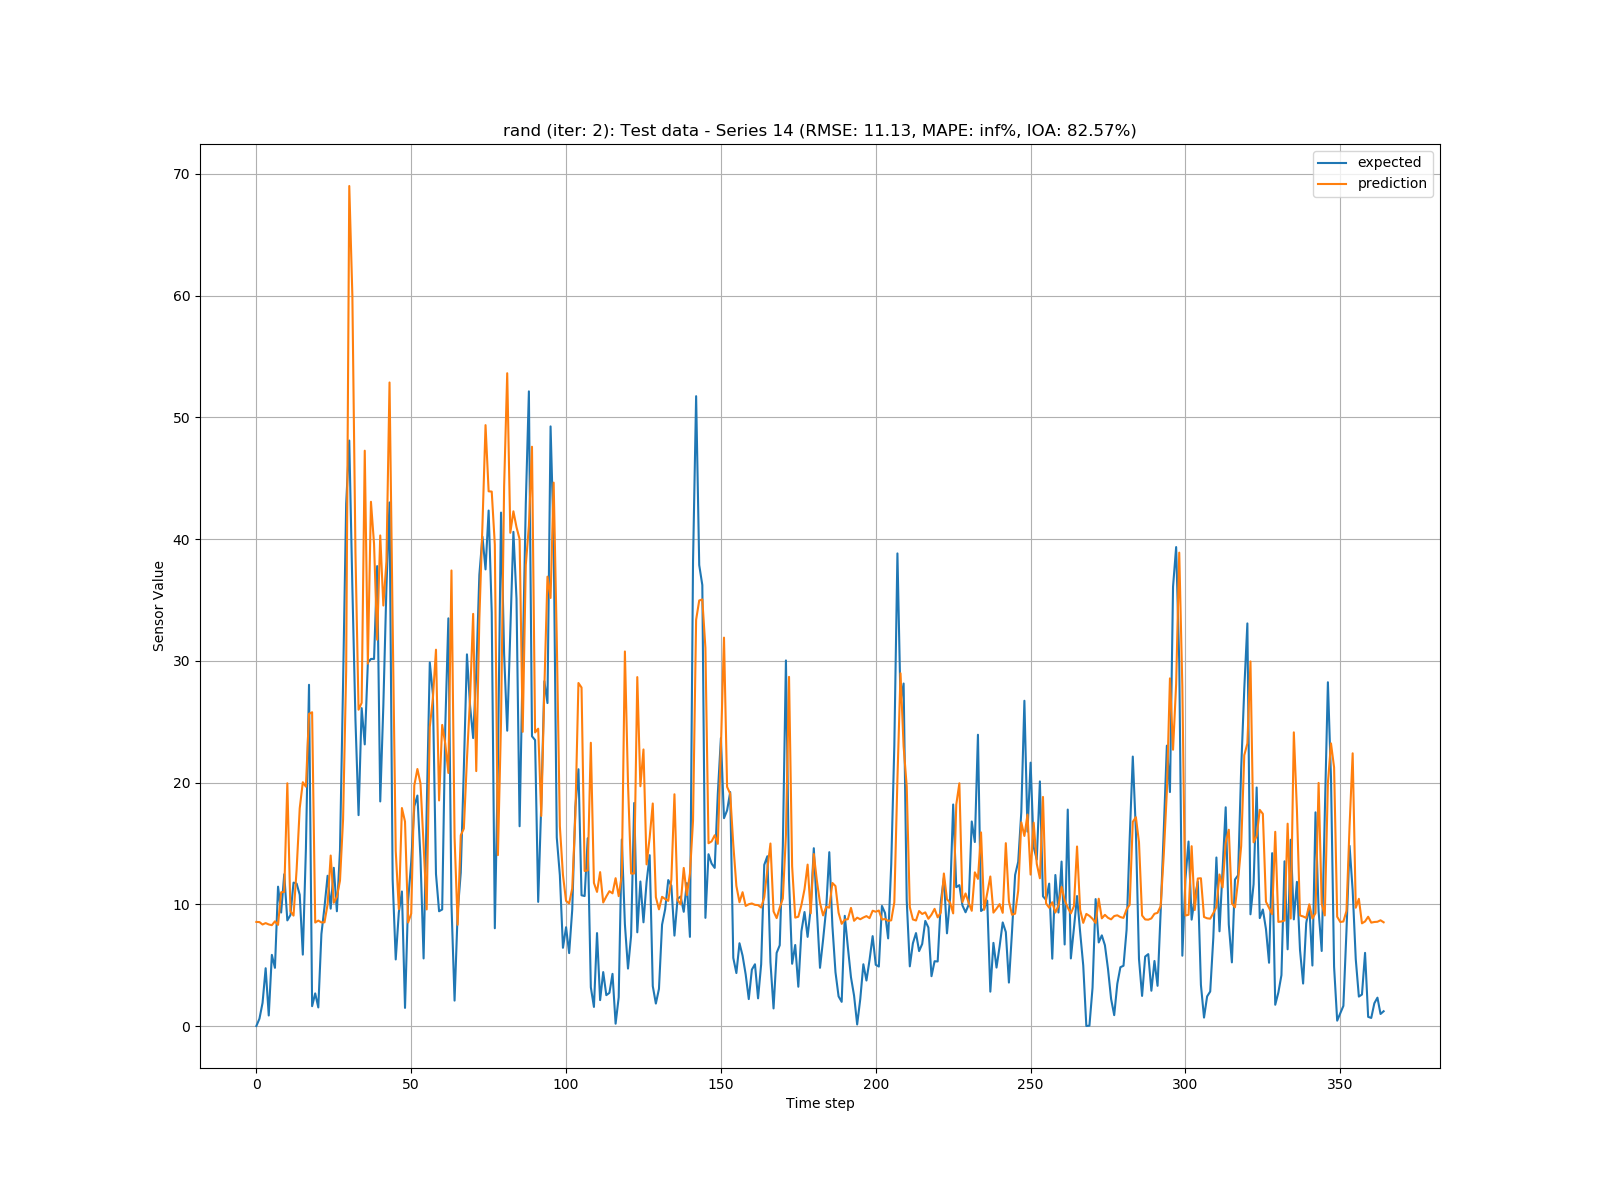 rand (iter: 2): Test data - Series 14 (RMSE: 11.13, MAPE: inf%, IOA: 82.57%)
expected
prediction
70
60
50
40
30
20
10
0
Sensor Value
0 50 100 150 200 250 300 350
Time step